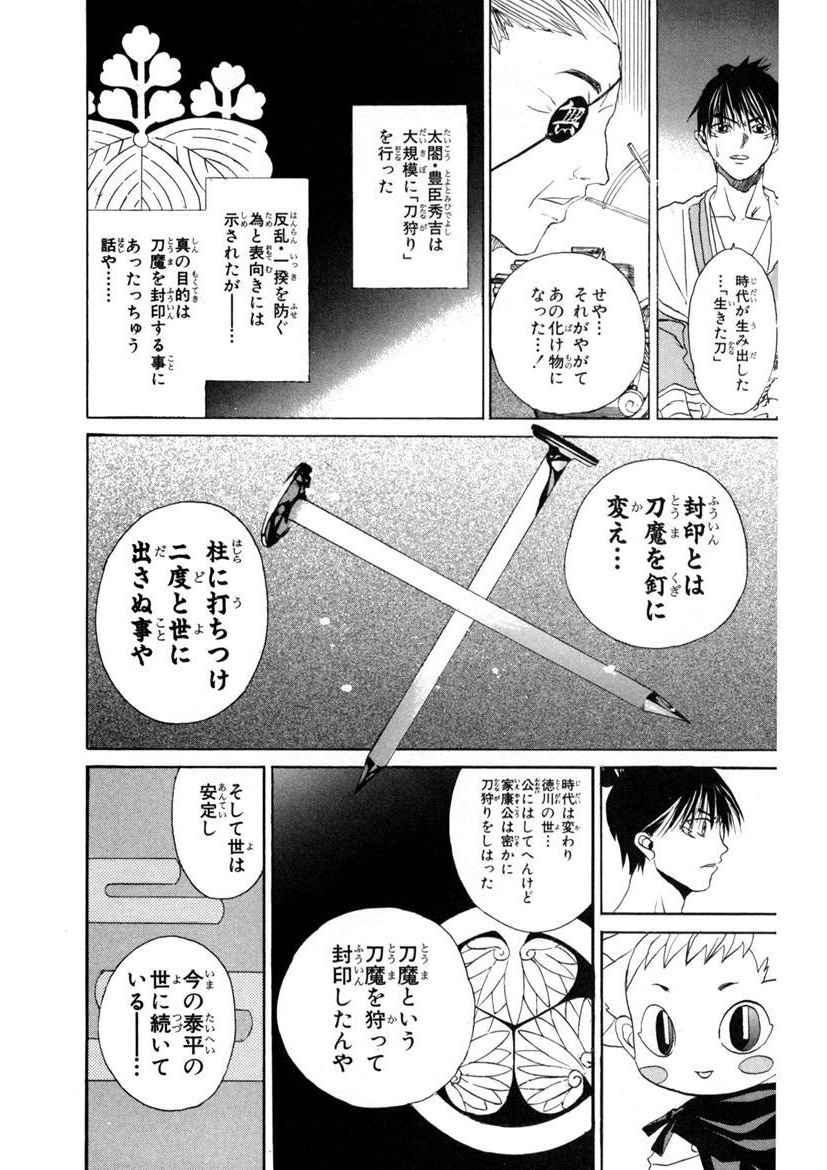 時代が生み出した
…「生きた刀」
せや…
それがやがて
あの化け物に
なった…！
太閤・豊臣秀吉は
大規模に「刀狩り」
を行った
反乱・一揆を防ぐ
為と表向きには
示されたが――…
真の目的は
刀魔を封印する事に
あったっちゅう
話や……
封印とは
刀魔を釘に
変え…
柱に打ちつけ
二度と世に
出さぬ事や
時代は変わり
徳川の世…
公にはしてへんけど
家康公は密かに
刀狩りをしはった
刀魔という
刀魔を狩って
封印したんや
そして世は
安定し
今の泰平の
世に続いて
いる――…